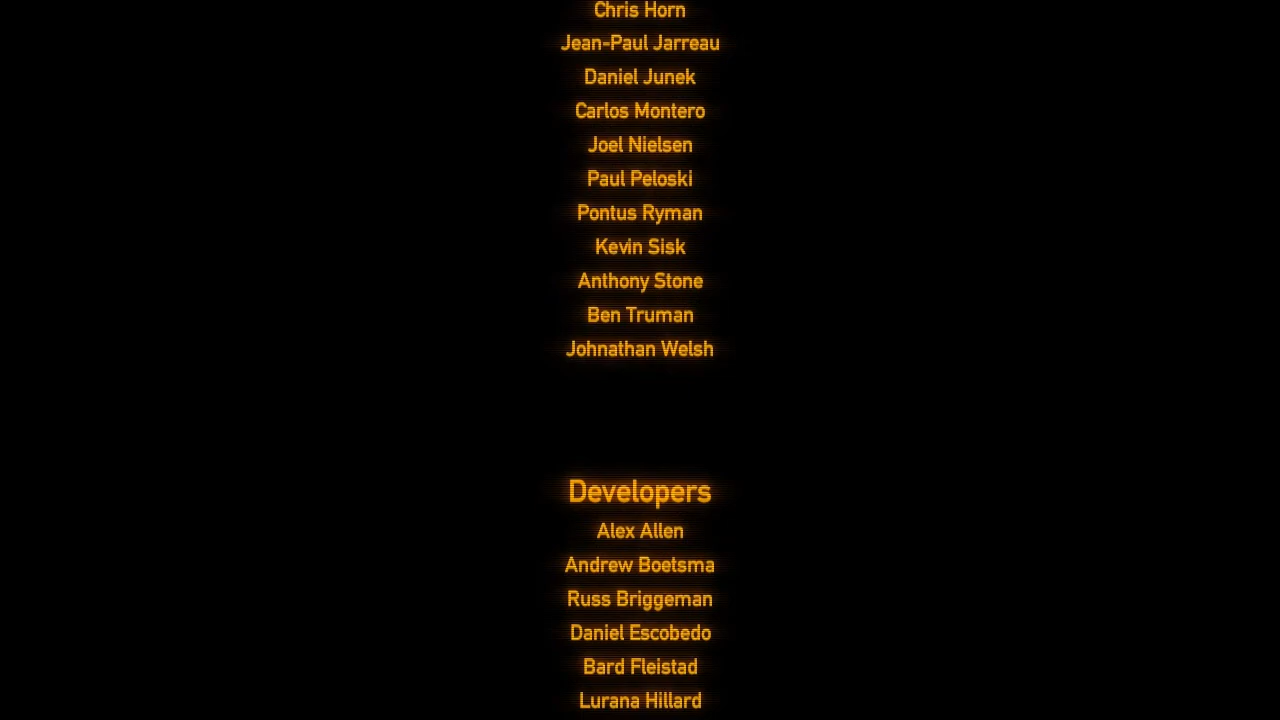 Chris Horn
Jean-Paul Jarreau
Daniel Junek
Carlos Montero
Joel Nielsen
Paul Peloski
Pontus Ryman
Kevin Sisk
Anthony Stone
Ben Truman
Johnathan Welsh
Developers
Alex Allen
Andrew Boetsma
Russ Briggeman
Daniel Escobedo
Bard Fleistad
Lurana Hillard